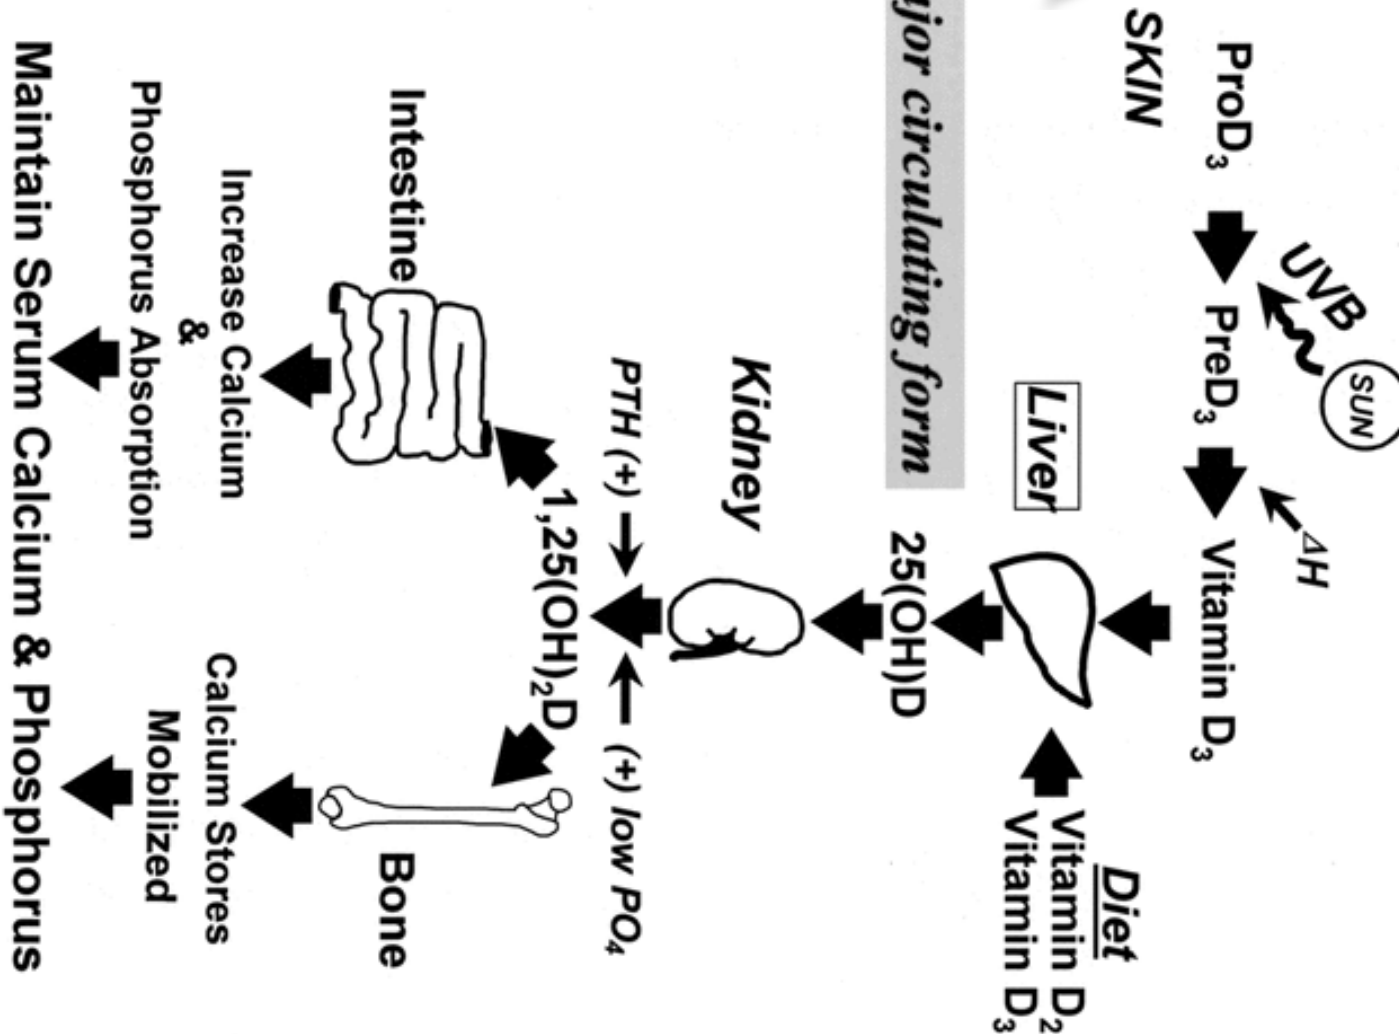 SUN
UVB
ΔH
ProD₃
PreD₃
Vitamin D₃
SKIN
Diet
Vitamin D₂
Vitamin D₃
Liver
jor circulating form
25(OH)D
Kidney
PTH (+)
(+) low PO₄
1,25(OH)₂D
Intestine
Bone
Increase Calcium
&
Phosphorus Absorption
Calcium Stores
Mobilized
Maintain Serum Calcium & Phosphorus